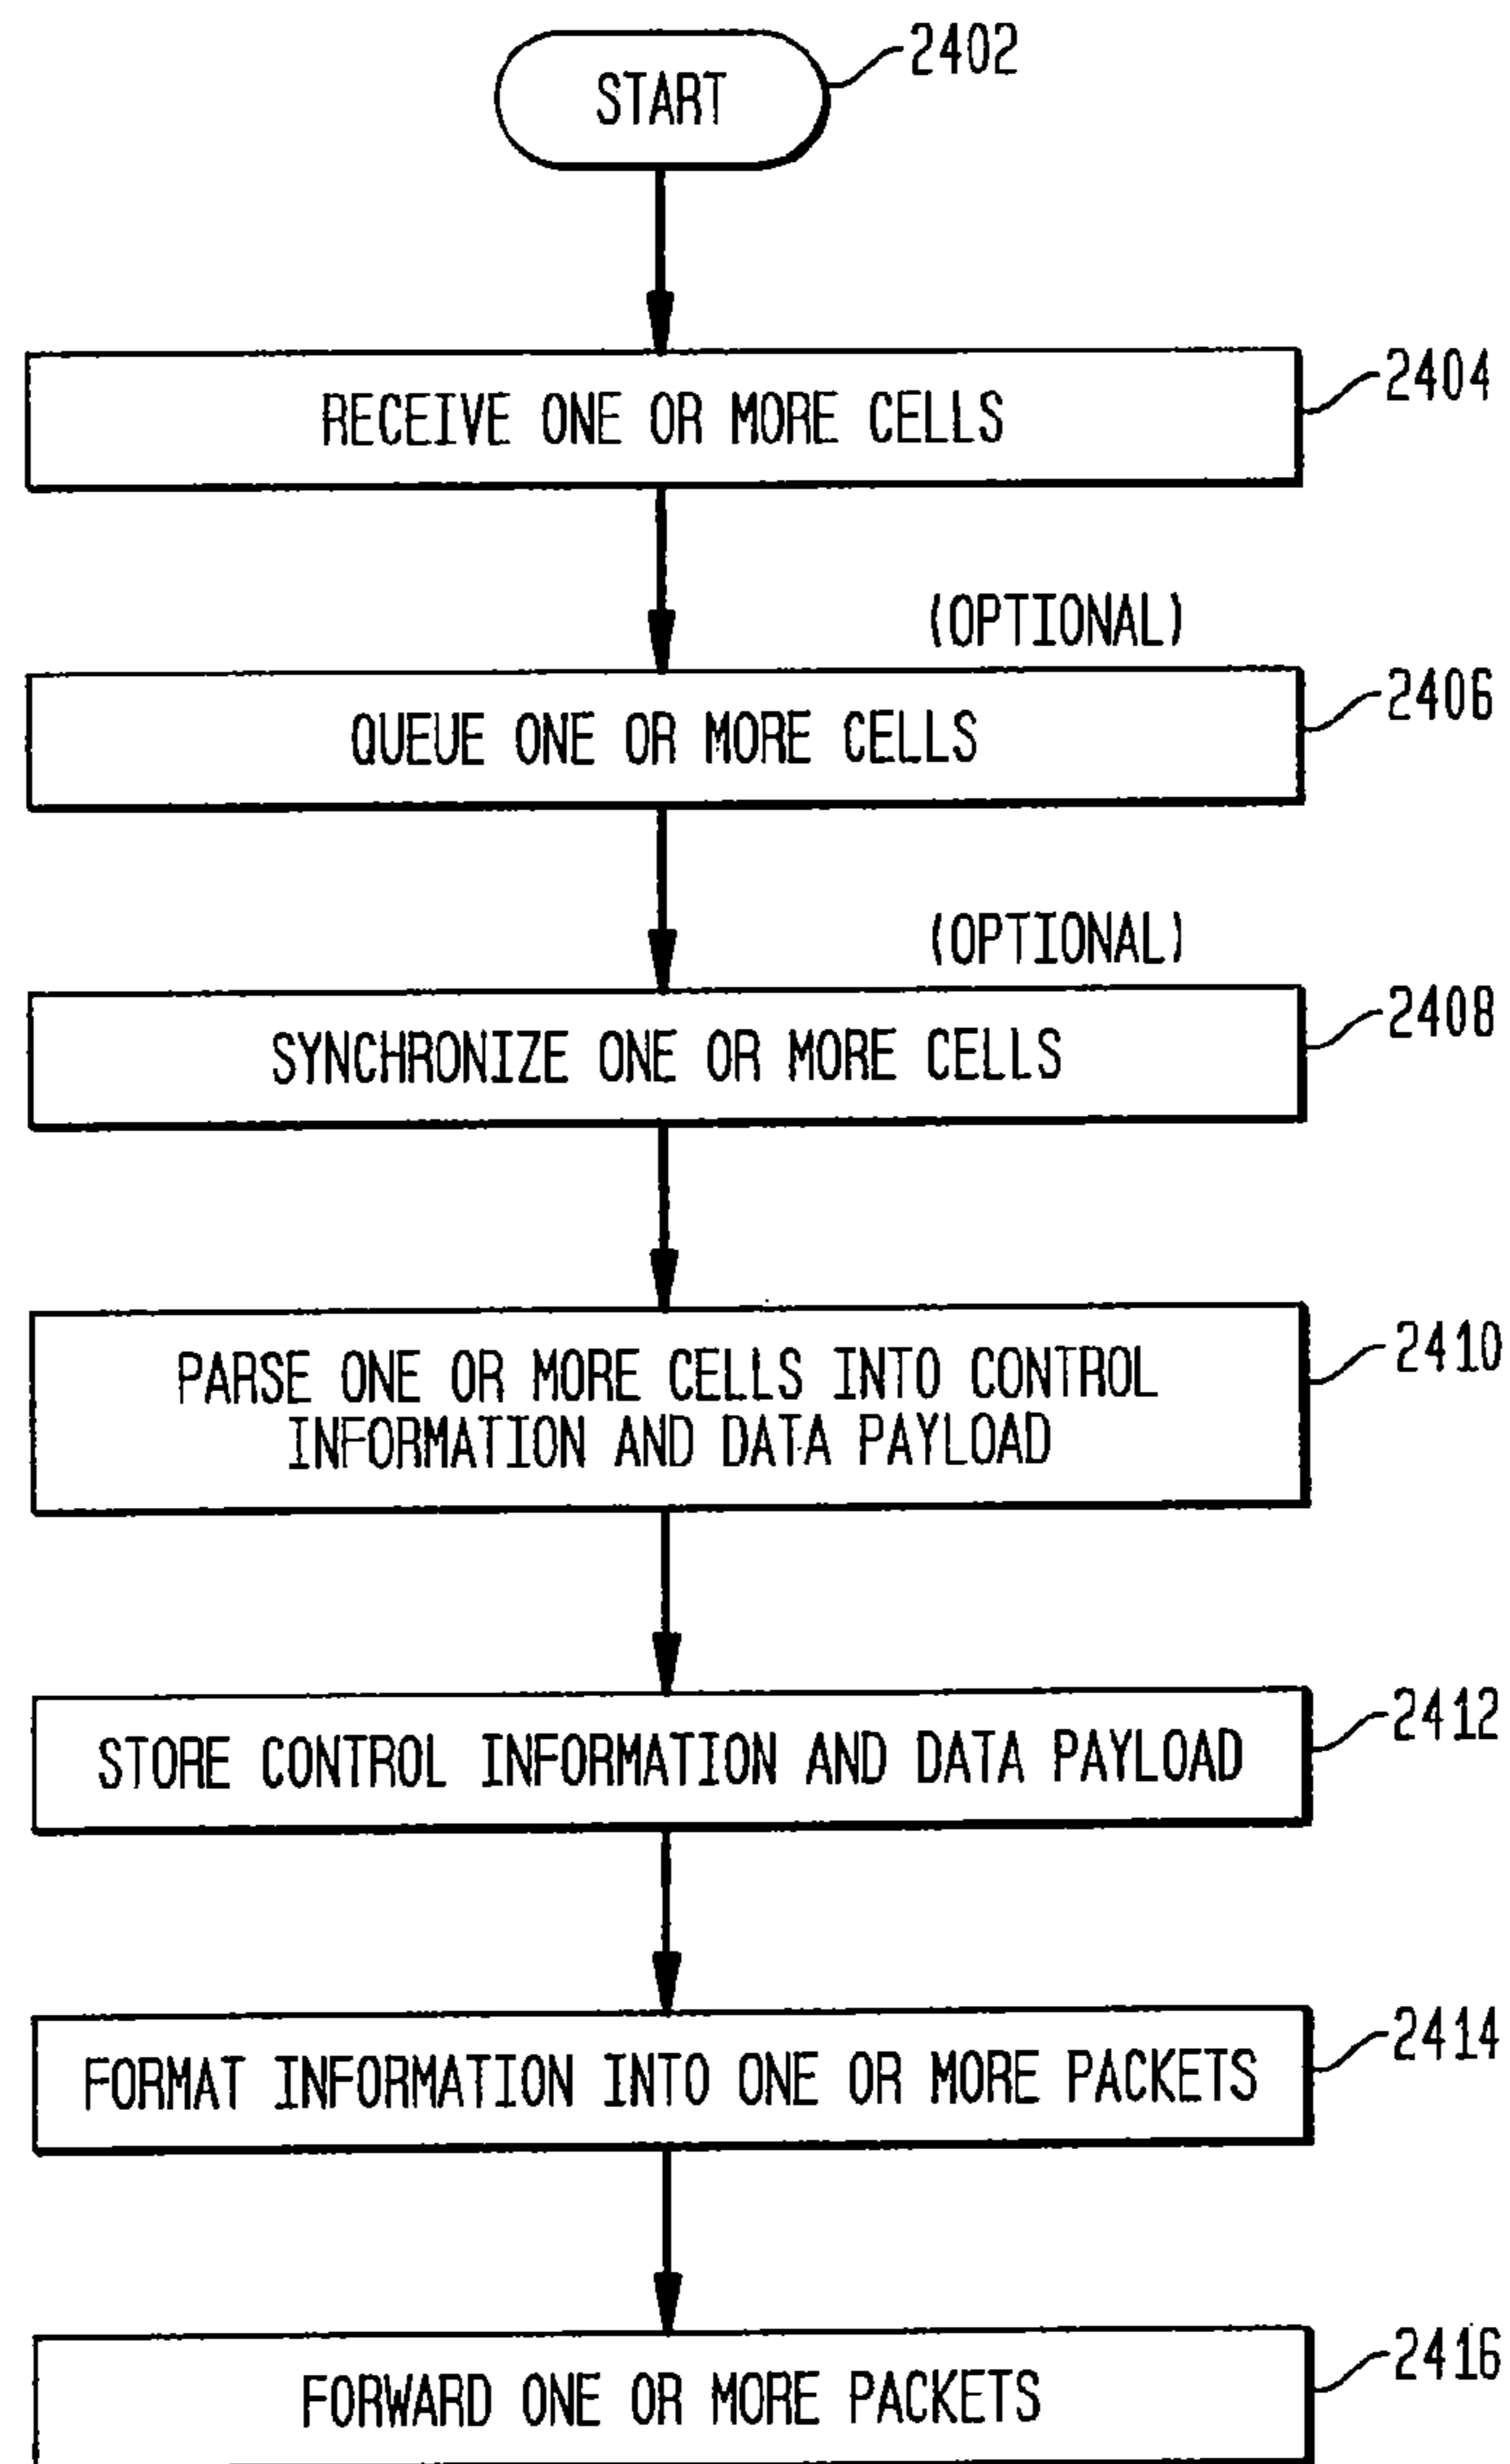 START
2402
RECEIVE ONE OR MORE CELLS
2404
(OPTIONAL)
QUEUE ONE OR MORE CELLS
2406
(OPTIONAL)
SYNCHRONIZE ONE OR MORE CELLS
2408
PARSE ONE OR MORE CELLS INTO CONTROL
INFORMATION AND DATA PAYLOAD
2410
STORE CONTROL INFORMATION AND DATA PAYLOAD
2412
FORMAT INFORMATION INTO ONE OR MORE PACKETS
2414
FORWARD ONE OR MORE PACKETS
2416